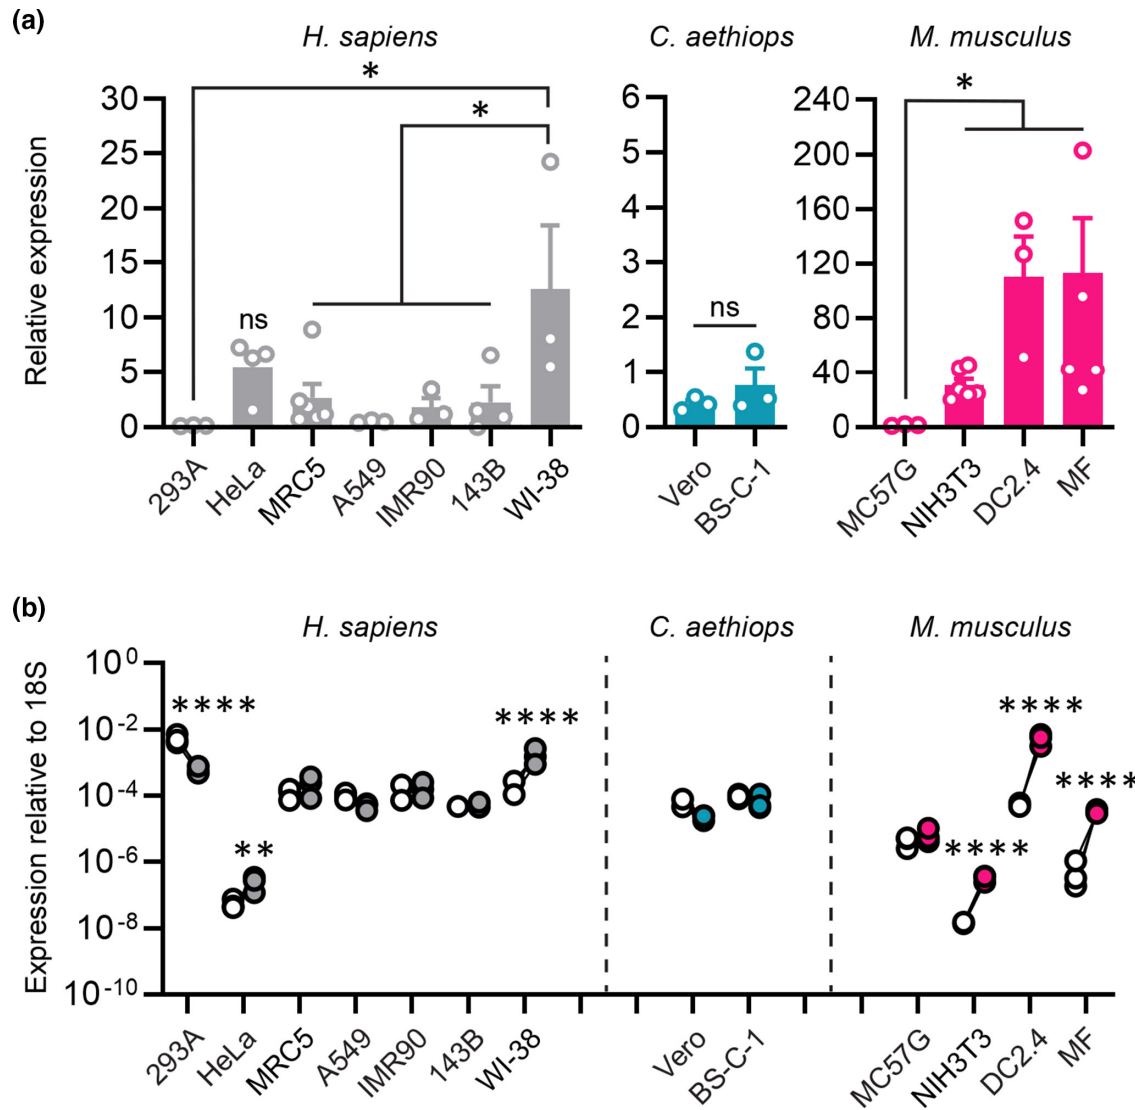 (a)
H. sapiens
C. aethiops
M. musculus
Relative expression
30
25
20
15
10
5
0
*
*
ns
293A
HeLa
MRC5
A549
IMR90
143B
WI-38
6
5
4
3
2
1
0
ns
Vero
BS-C-1
240
200
160
120
80
40
0
*
MC57G
NIH3T3
DC2.4
MF
(b)
H. sapiens
C. aethiops
M. musculus
Expression relative to 18S
10⁰
10⁻²
10⁻⁴
10⁻⁶
10⁻⁸
10⁻¹⁰
****
**
****
****
****
****
293A
HeLa
MRC5
A549
IMR90
143B
WI-38
Vero
BS-C-1
MC57G
NIH3T3
DC2.4
MF